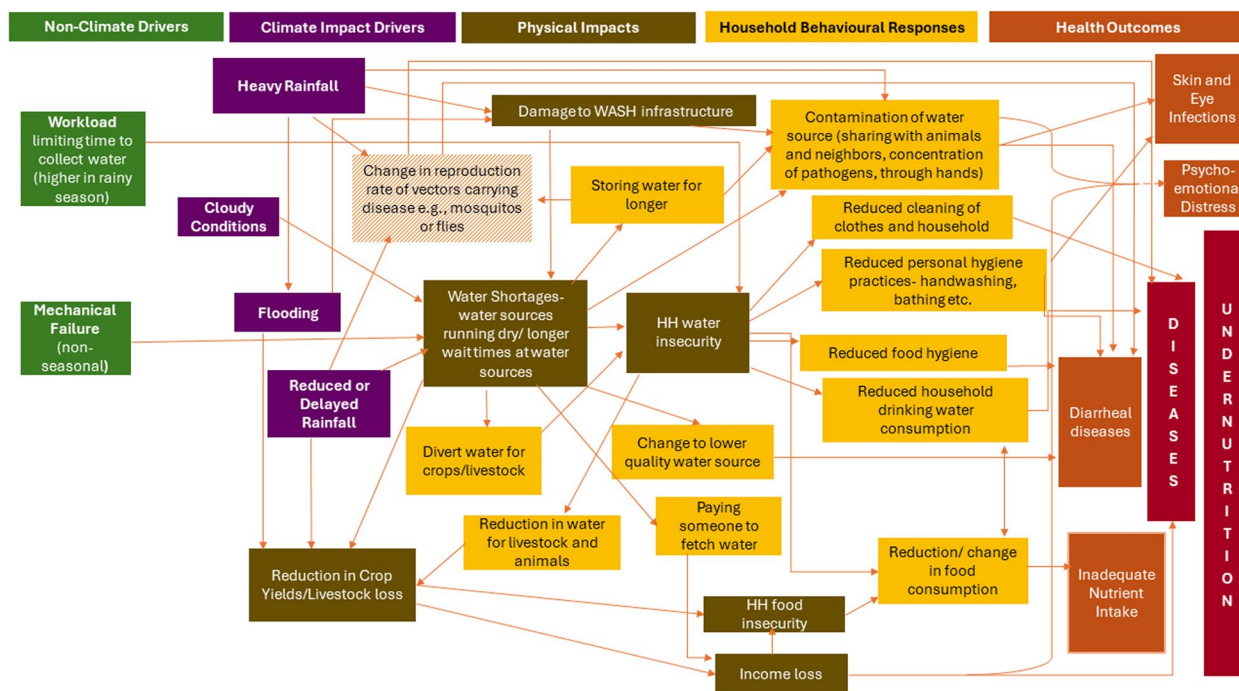 Non-Climate Drivers
Climate Impact Drivers
Physical Impacts
Household Behavioural Responses
Health Outcomes
Heavy Rainfall
Workload
limiting time to
collect water
(higher in rainy
season)
Cloudy
Conditions
Mechanical
Failure
(non-
seasonal)
Flooding
Reduced or
Delayed
Rainfall
Damage to WASH infrastructure
Change in reproduction
rate of vectors carrying
disease e.g., mosquitos
or flies
Storing water for
longer
Contamination of water
source (sharing with animals
and neighbors, concentration
of pathogens, through hands)
Skin and
Eye
Infections
Psycho-
emotional
Distress
Water Shortages-
water sources
running dry/ longer
wait times at water
sources
HH water
insecurity
Reduced cleaning of
clothes and household
Reduced personal hygiene
practices- handwashing,
bathing etc.
Reduced food hygiene
Reduced household
drinking water
consumption
Diarrheal
diseases
DISEASES
UNDERNUTRITION
Divert water for
crops/livestock
Change to lower
quality water source
Reduction in water
for livestock and
animals
Paying
someone to
fetch water
Reduction/ change
in food
consumption
Inadequate
Nutrient
Intake
Reduction in Crop
Yields/Livestock loss
HH food
insecurity
Income loss